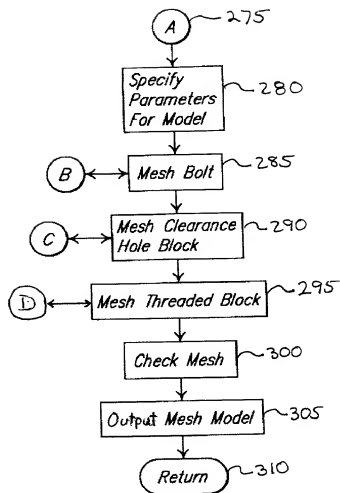 A 275
Specify
Parameters
For Model
280
B Mesh Bolt 285
Mesh Clearance
Hole Block
290
C
D Mesh Threaded Block 295
Check Mesh 300
Output Mesh Model 305
Return 310